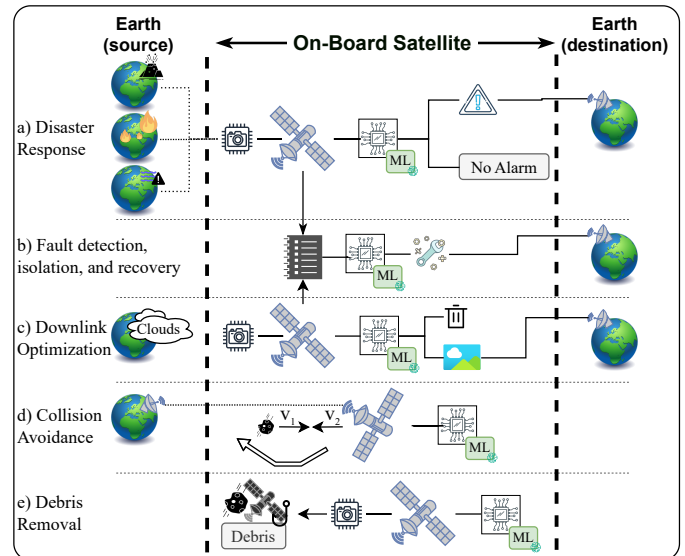 Earth
(source)
On-Board Satellite
Earth
(destination)
a) Disaster
Response
ML
No Alarm
b) Fault detection,
isolation, and recovery
ML
c) Downlink
Optimization
Clouds
ML
d) Collision
Avoidance
V1
V2
ML
e) Debris
Removal
Debris
ML